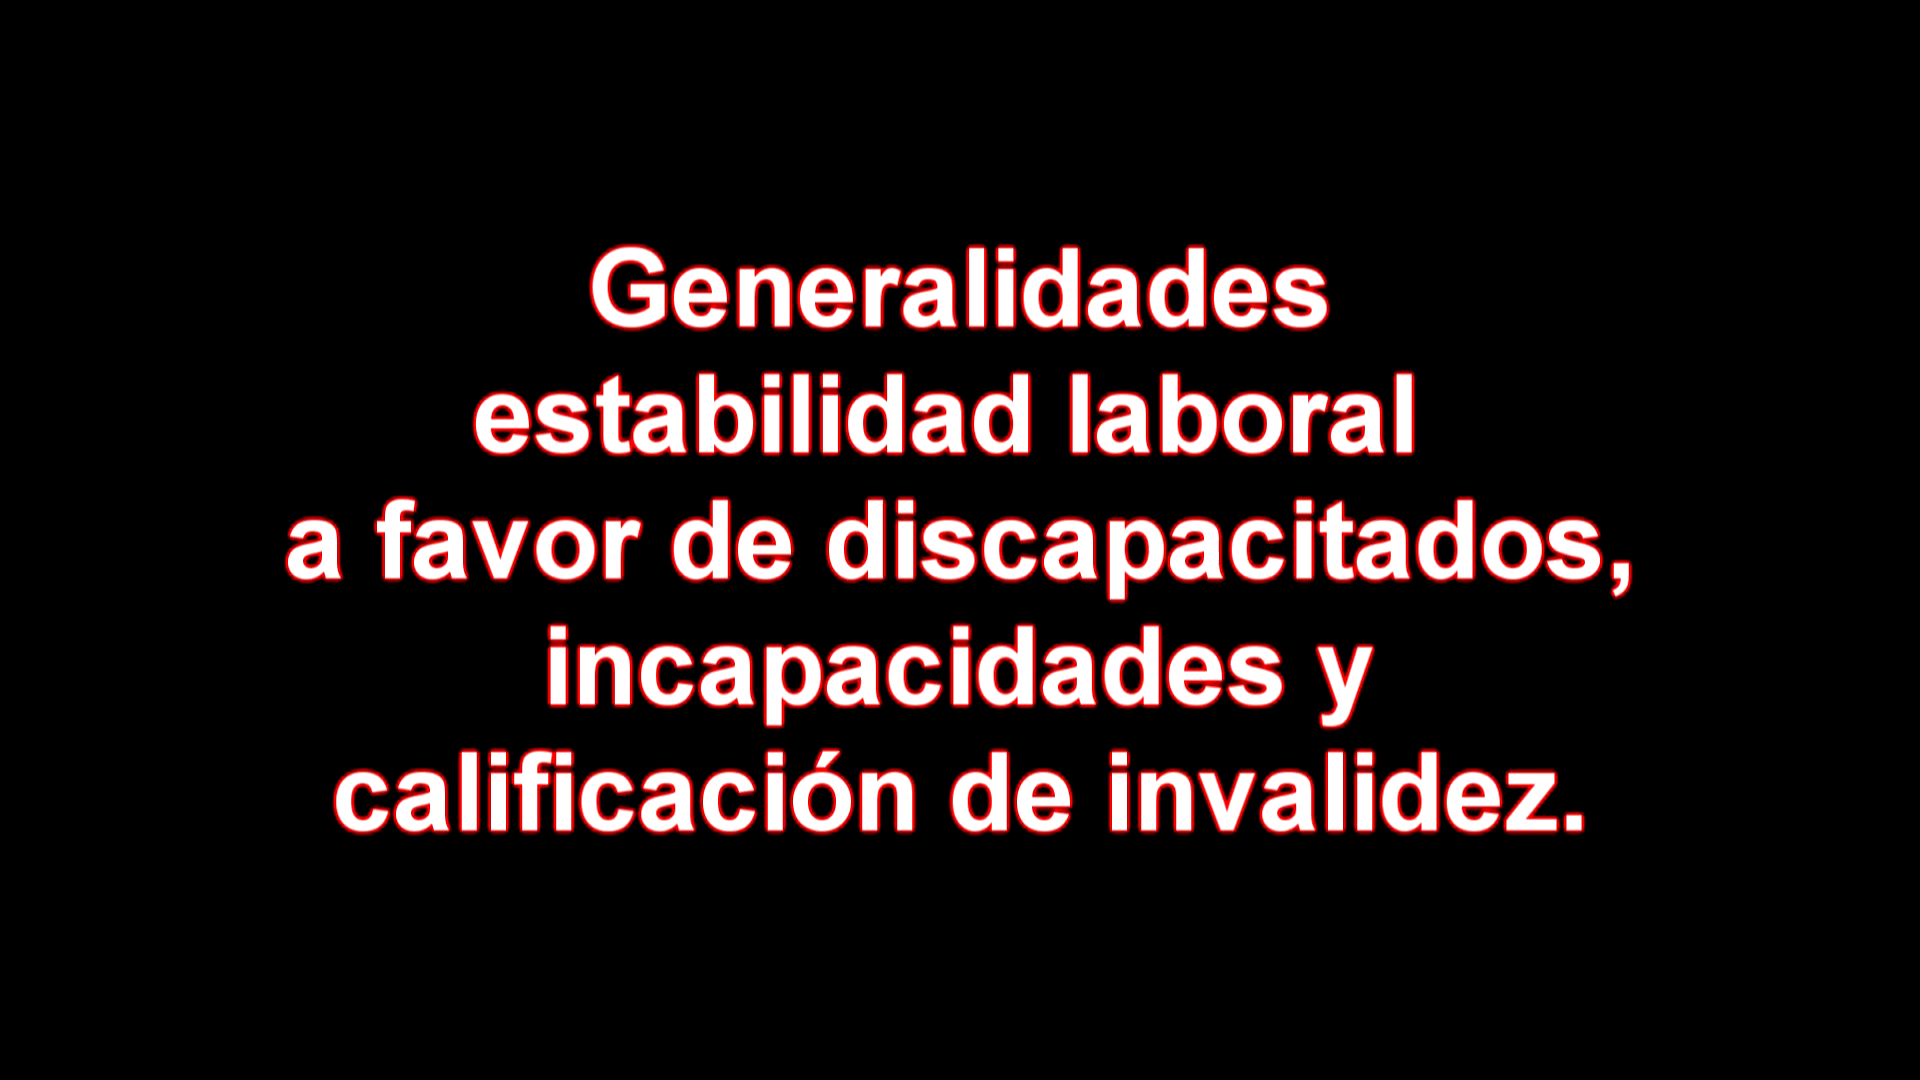 Generalidades
estabilidad laboral
a favor de discapacitados,
incapacidades y
calificación de invalidez.